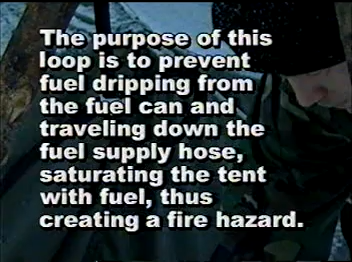 The purpose of this
loop is to prevent
fuel dripping from
the fuel can and
traveling down the
fuel supply hose,
saturating the tent
with fuel, thus
creating a fire hazard.